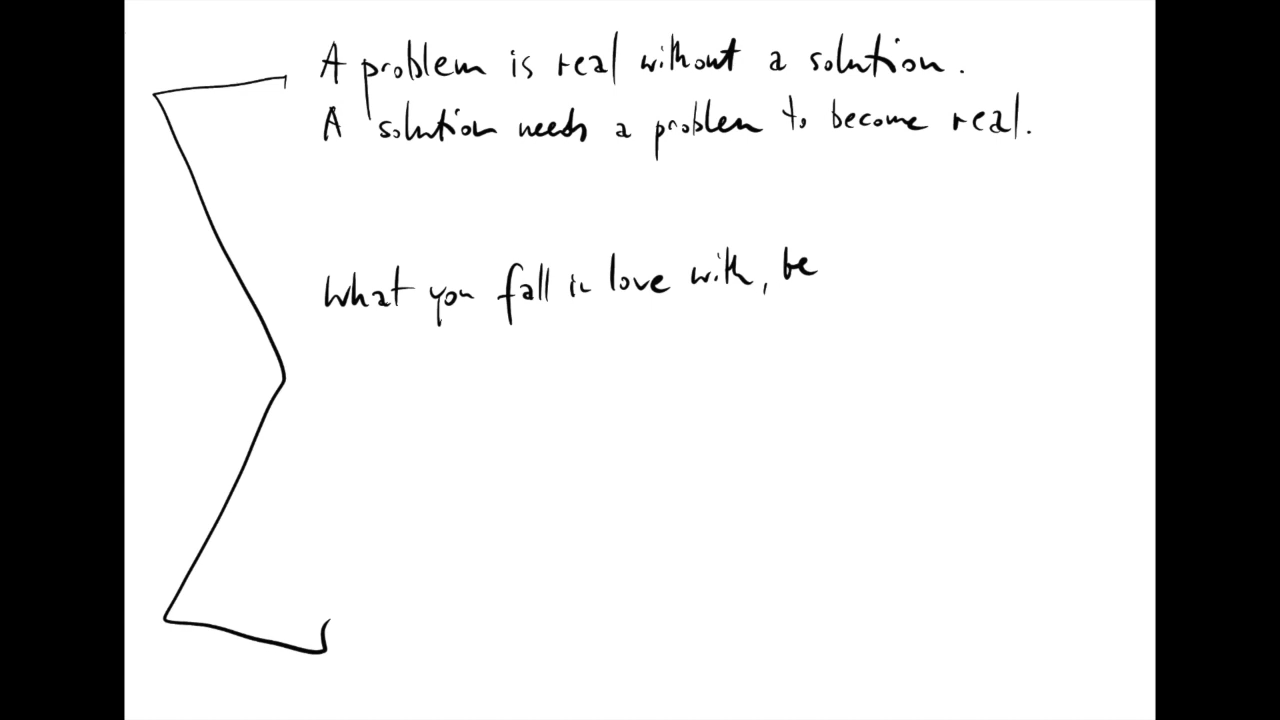 A problem is real without a solution.
A solution needs a problem to become real.
What you fall in love with, be